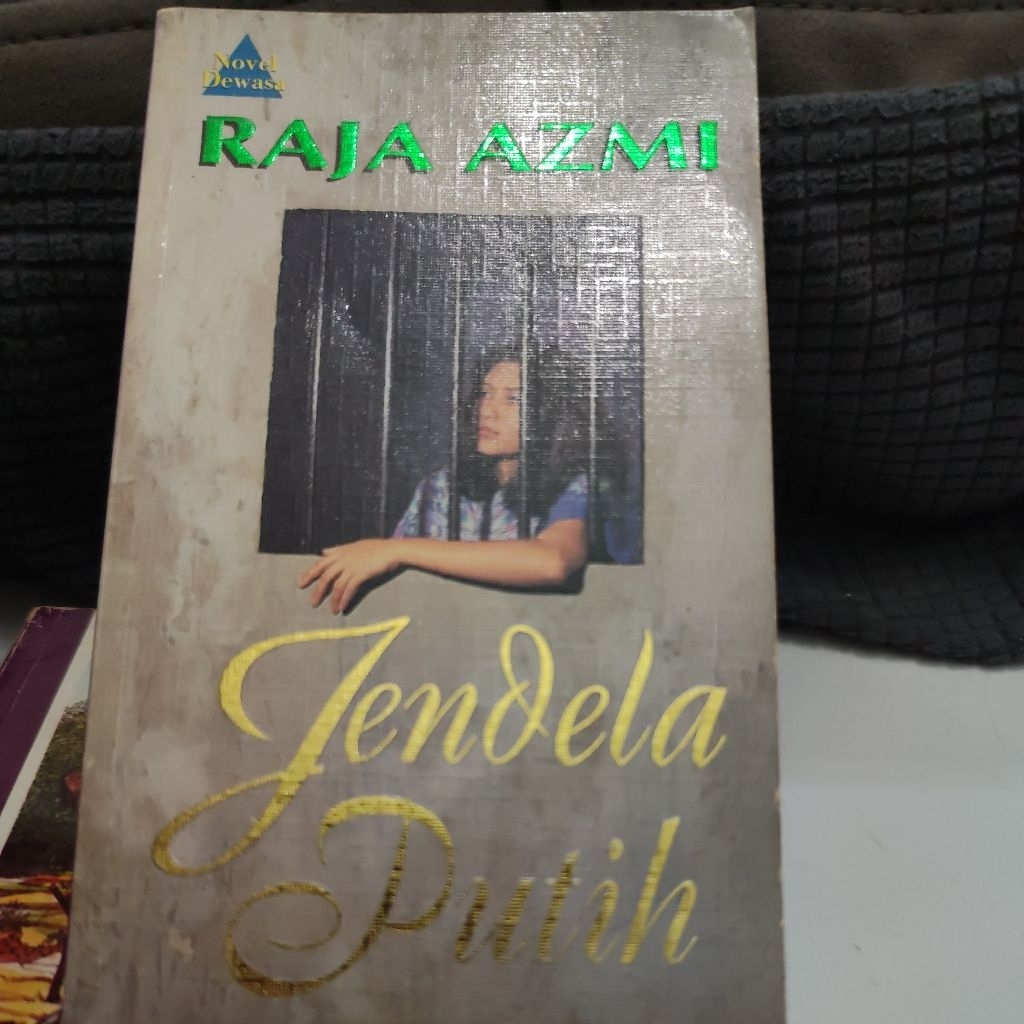 Novel
Dewasa
RAJA AZMI
Jendela
Putih